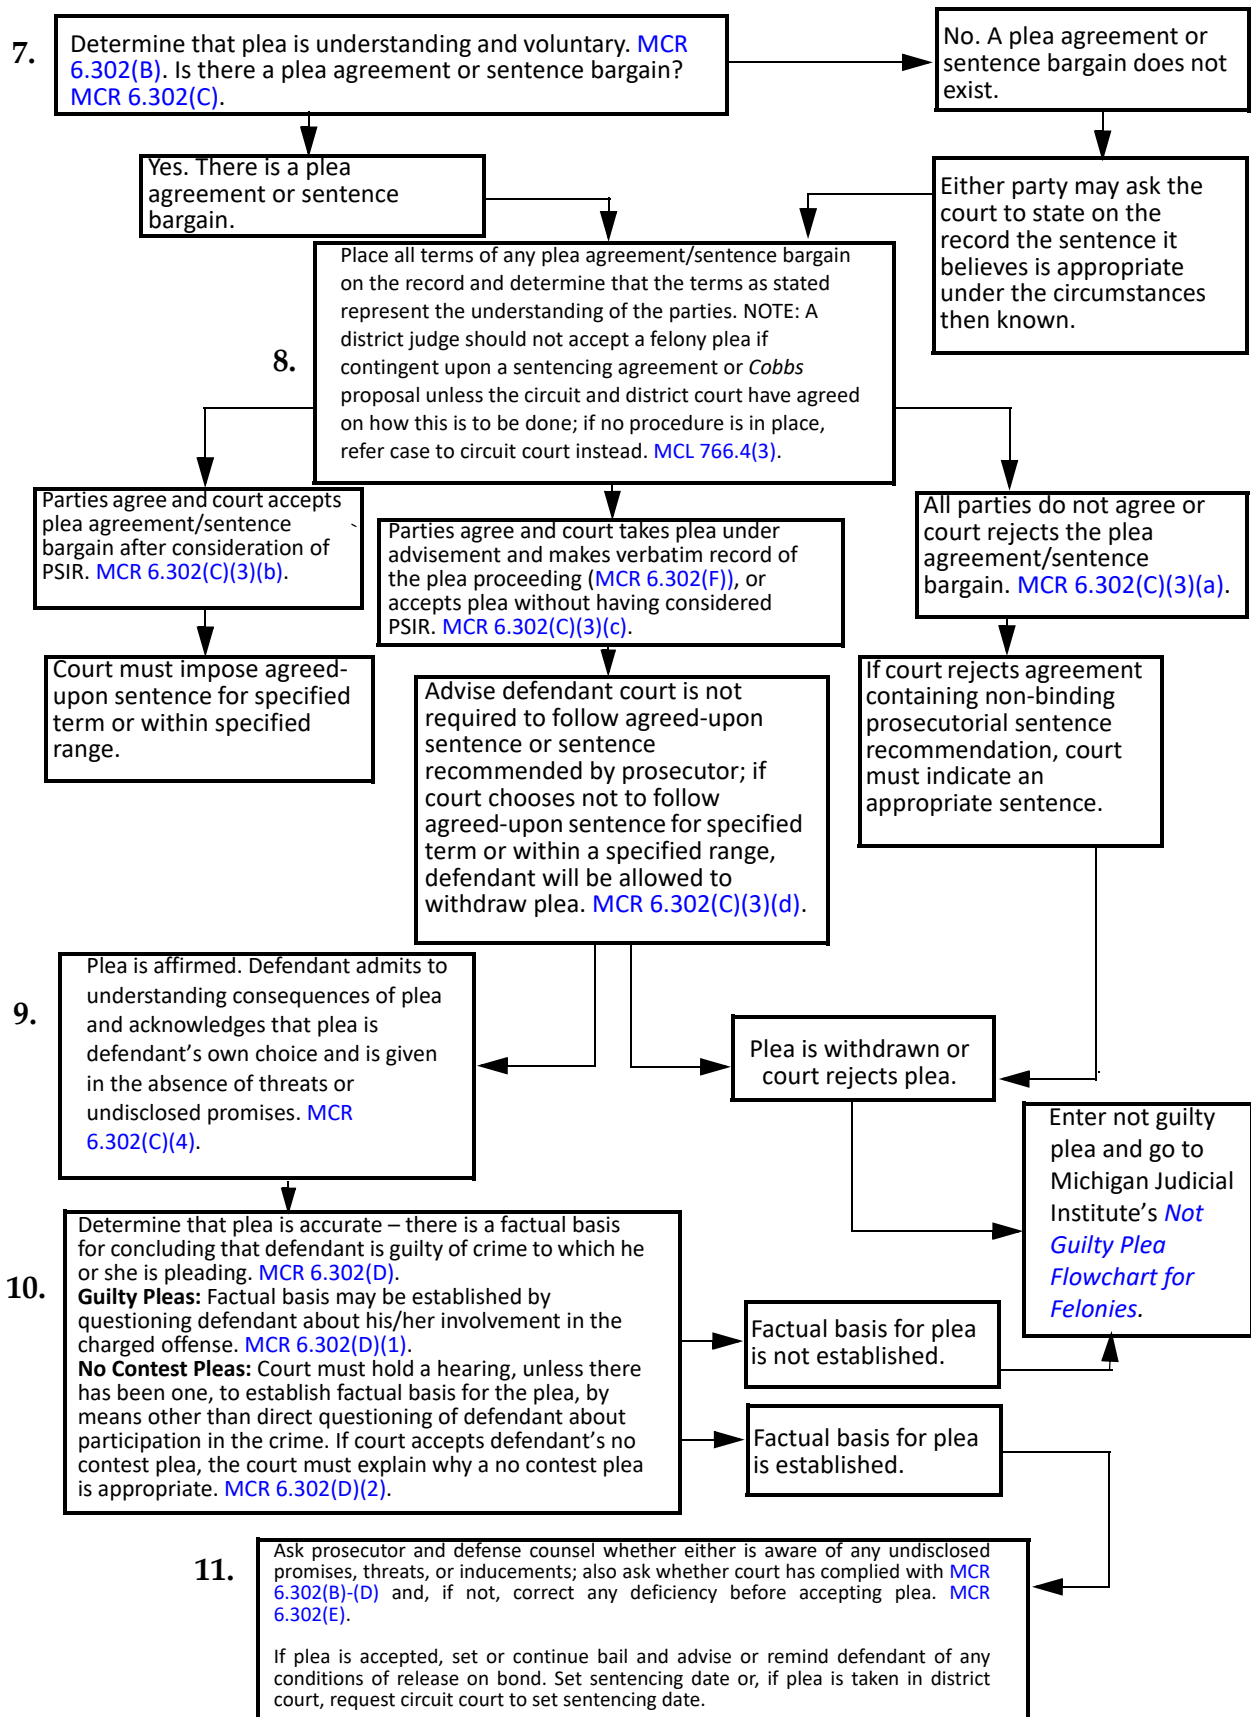 7.
Determine that plea is understanding and voluntary. MCR
6.302(B). Is there a plea agreement or sentence bargain?
MCR 6.302(C).
No. A plea agreement or
sentence bargain does not
exist.
Yes. There is a plea
agreement or sentence
bargain.
Either party may ask the
court to state on the
record the sentence it
believes is appropriate
under the circumstances
then known.
8.
Place all terms of any plea agreement/sentence bargain
on the record and determine that the terms as stated
represent the understanding of the parties. NOTE: A
district judge should not accept a felony plea if
contingent upon a sentencing agreement or Cobbs
proposal unless the circuit and district court have agreed
on how this is to be done; if no procedure is in place,
refer case to circuit court instead. MCL 766.4(3).
Parties agree and court accepts
plea agreement/sentence
bargain after consideration of
PSIR. MCR 6.302(C)(3)(b).
Parties agree and court takes plea under
advisement and makes verbatim record of
the plea proceeding (MCR 6.302(F)), or
accepts plea without having considered
PSIR. MCR 6.302(C)(3)(c).
All parties do not agree or
court rejects the plea
agreement/sentence
bargain. MCR 6.302(C)(3)(a).
Court must impose agreed-
upon sentence for specified
term or within specified
range.
Advise defendant court is not
required to follow agreed-upon
sentence or sentence
recommended by prosecutor; if
court chooses not to follow
agreed-upon sentence for specified
term or within a specified range,
defendant will be allowed to
withdraw plea. MCR 6.302(C)(3)(d).
If court rejects agreement
containing non-binding
prosecutorial sentence
recommendation, court
must indicate an
appropriate sentence.
9.
Plea is affirmed. Defendant admits to
understanding consequences of plea
and acknowledges that plea is
defendant’s own choice and is given
in the absence of threats or
undisclosed promises. MCR
6.302(C)(4).
Plea is withdrawn or
court rejects plea.
Enter not guilty
plea and go to
Michigan Judicial
Institute’s Not
Guilty Plea
Flowchart for
Felonies.
10.
Determine that plea is accurate – there is a factual basis
for concluding that defendant is guilty of crime to which he
or she is pleading. MCR 6.302(D).
Guilty Pleas: Factual basis may be established by
questioning defendant about his/her involvement in the
charged offense. MCR 6.302(D)(1).
No Contest Pleas: Court must hold a hearing, unless there
has been one, to establish factual basis for the plea, by
means other than direct questioning of defendant about
participation in the crime. If court accepts defendant’s no
contest plea, the court must explain why a no contest plea
is appropriate. MCR 6.302(D)(2).
Factual basis for plea
is not established.
Factual basis for plea
is established.
11.
Ask prosecutor and defense counsel whether either is aware of any undisclosed
promises, threats, or inducements; also ask whether court has complied with MCR
6.302(B)-(D) and, if not, correct any deficiency before accepting plea. MCR
6.302(E).
If plea is accepted, set or continue bail and advise or remind defendant of any
conditions of release on bond. Set sentencing date or, if plea is taken in district
court, request circuit court to set sentencing date.